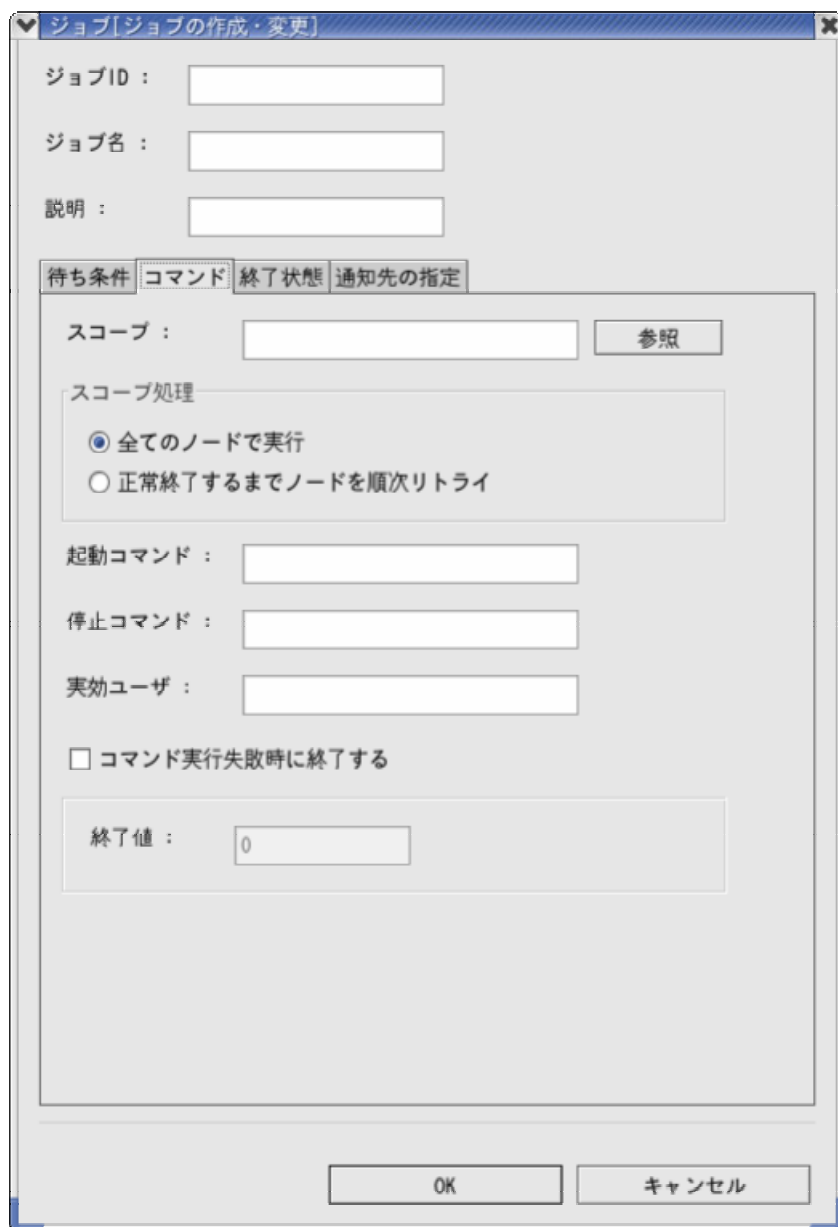 ジョブ[ジョブの作成・変更]
ジョブID :
ジョブ名 :
説明 :
待ち条件 コマンド 終了状態 通知先の指定
スコープ : 参照
スコープ処理
全てのノードで実行
正常終了するまでノードを順次リトライ
起動コマンド :
停止コマンド :
実効ユーザ :
コマンド実行失敗時に終了する
終了値 : 0
OK キャンセル